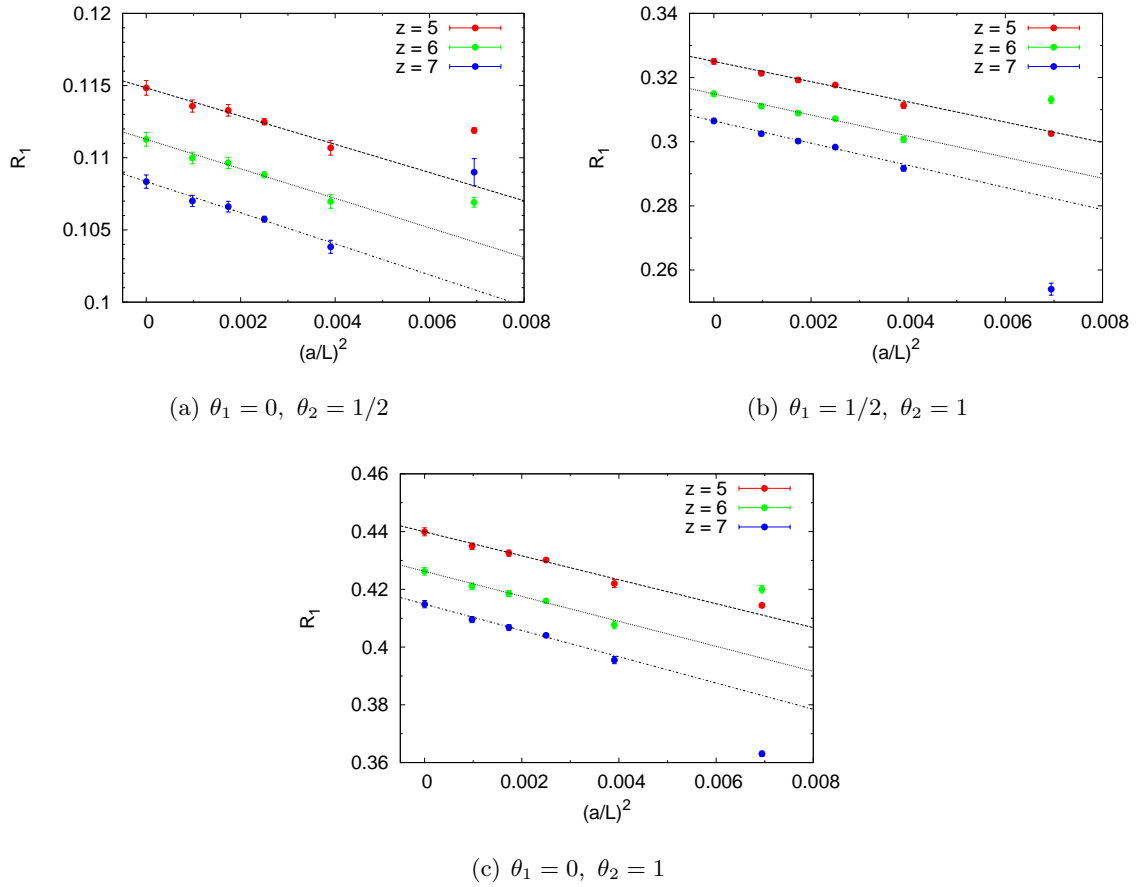 0.12
0.115
0.11
0.105
0.1
R1
0 0.002 0.004 0.006 0.008
(a/L)^2
z = 5
z = 6
z = 7
(a) θ1 = 0, θ2 = 1/2
0.34
0.32
0.3
0.28
0.26
R1
0 0.002 0.004 0.006 0.008
(a/L)^2
z = 5
z = 6
z = 7
(b) θ1 = 1/2, θ2 = 1
0.46
0.44
0.42
0.4
0.38
0.36
R1
0 0.002 0.004 0.006 0.008
(a/L)^2
z = 5
z = 6
z = 7
(c) θ1 = 0, θ2 = 1